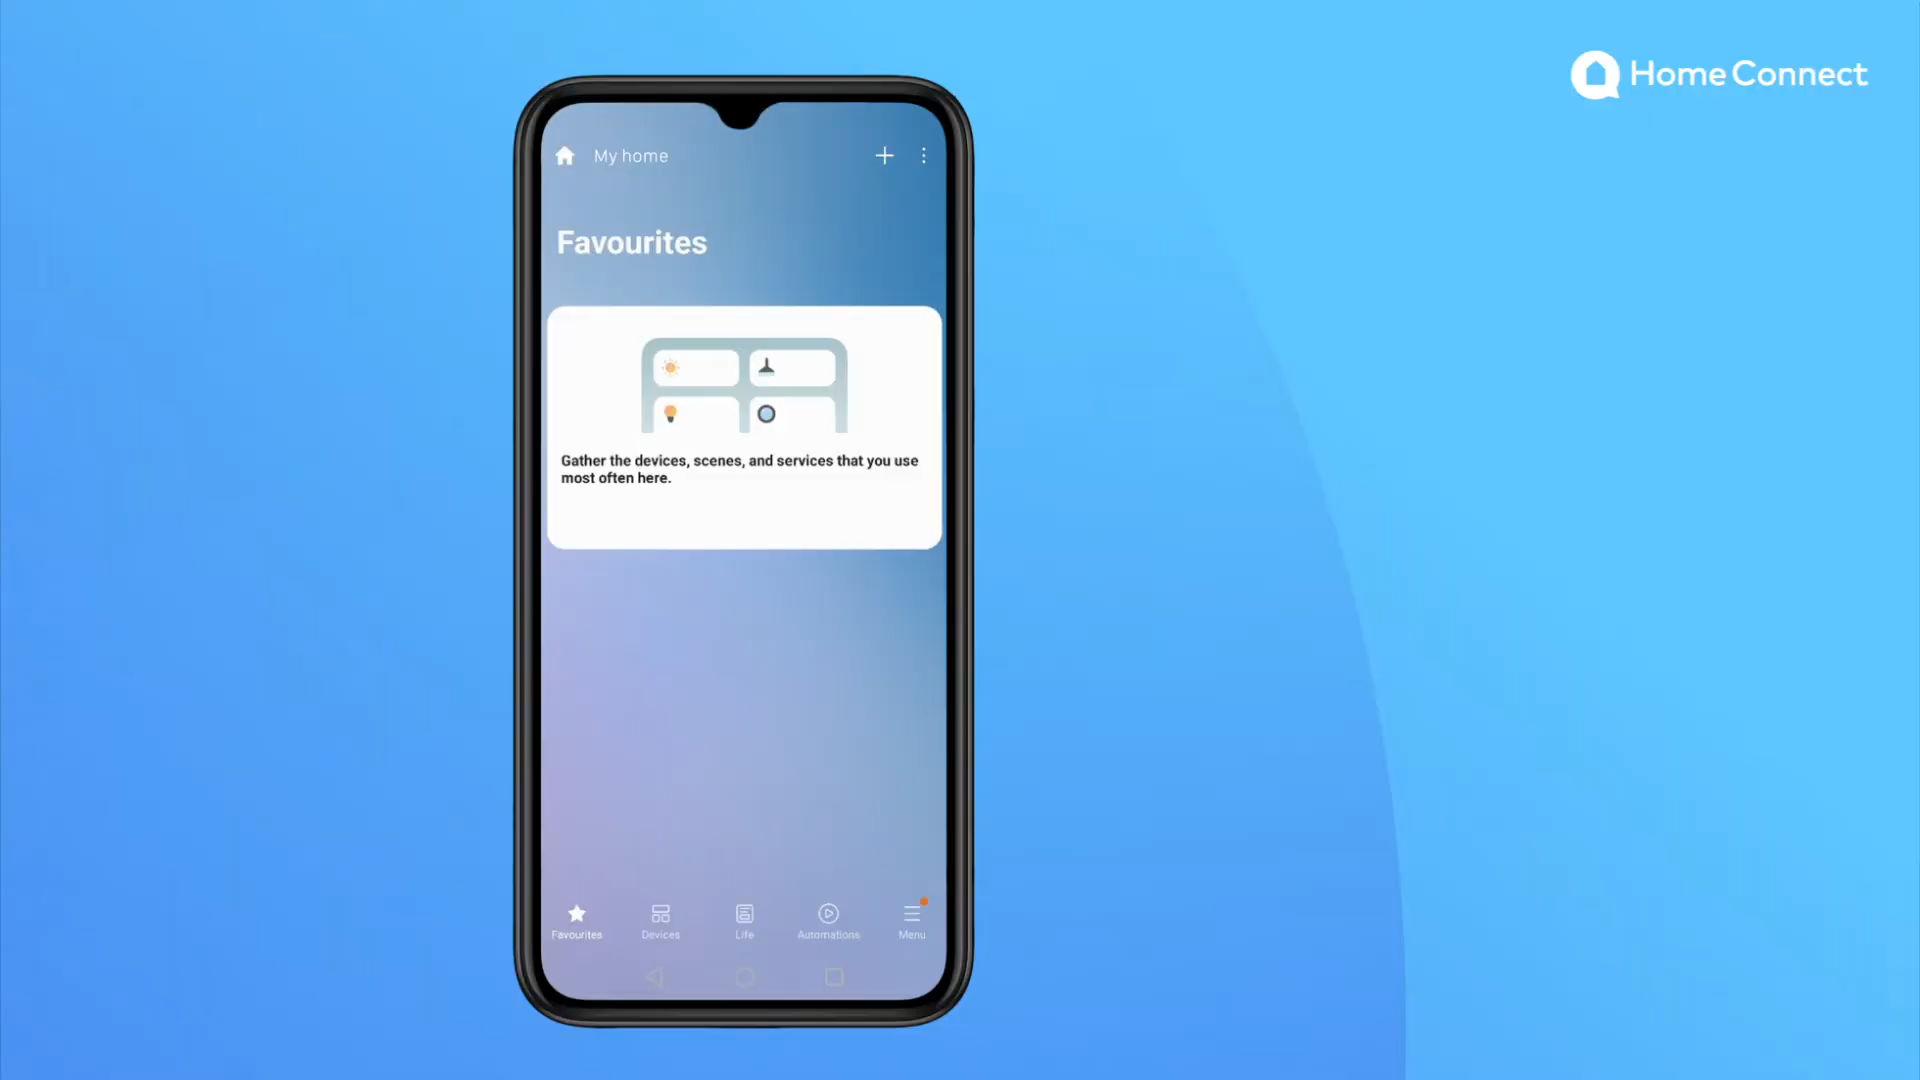 Home Connect
My home
Favourites
Gather the devices, scenes, and services that you use
most often here.
Favourites
Devices
Life
Automations
Menu